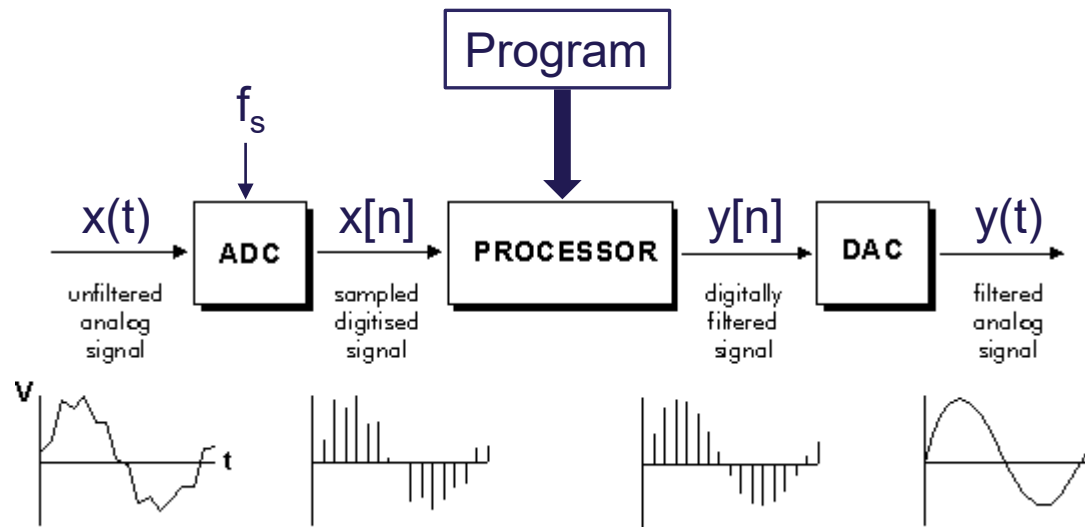 Program
fₛ
x(t)
ADC
x[n]
PROCESSOR
y[n]
DAC
y(t)
unfiltered
analog
signal
sampled
digitised
signal
digitally
filtered
signal
filtered
analog
signal
V
t